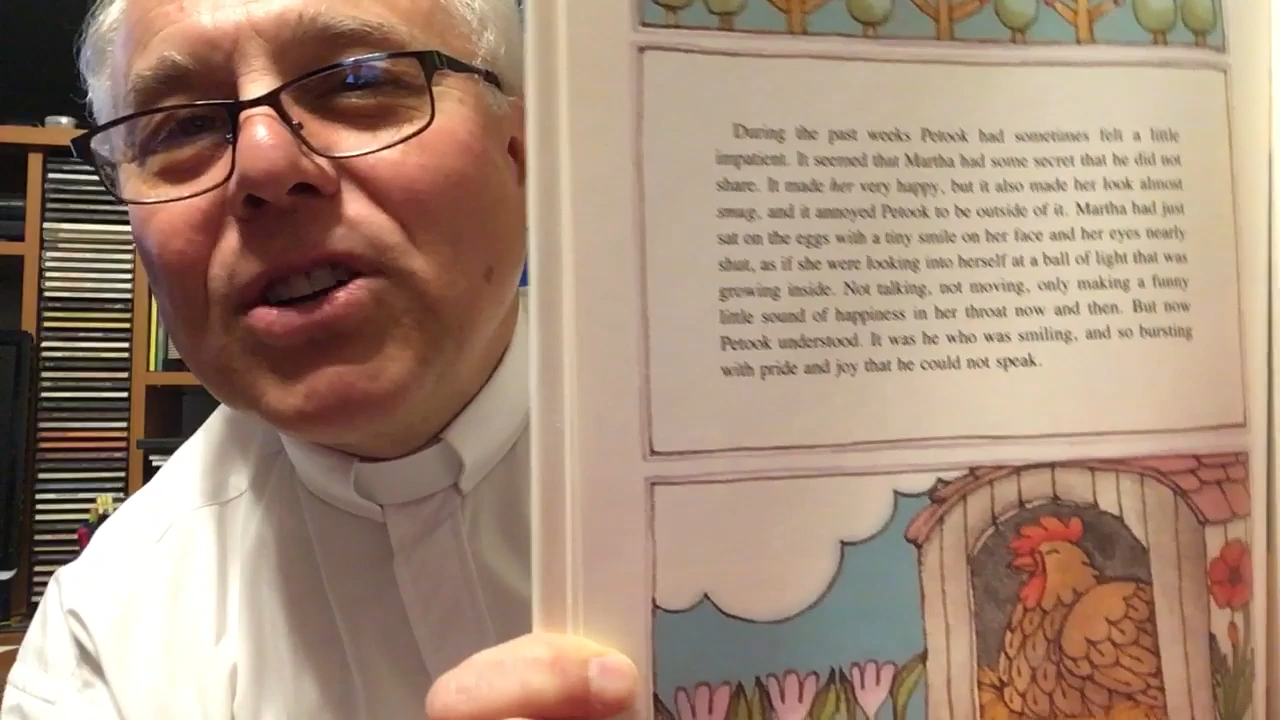 During the past weeks Petook had sometimes felt a little
impatient. It seemed that Martha had some secret that he did not
share. It made her very happy, but it also made her look almost
smug, and it annoyed Petook to be outside of it. Martha had just
sat on the eggs with a tiny smile on her face and her eyes nearly
shut, as if she were looking into herself at a ball of light that was
growing inside. Not talking, not moving, only making a funny
little sound of happiness in her throat now and then. But now
Petook understood. It was he who was smiling, and so bursting
with pride and joy that he could not speak.